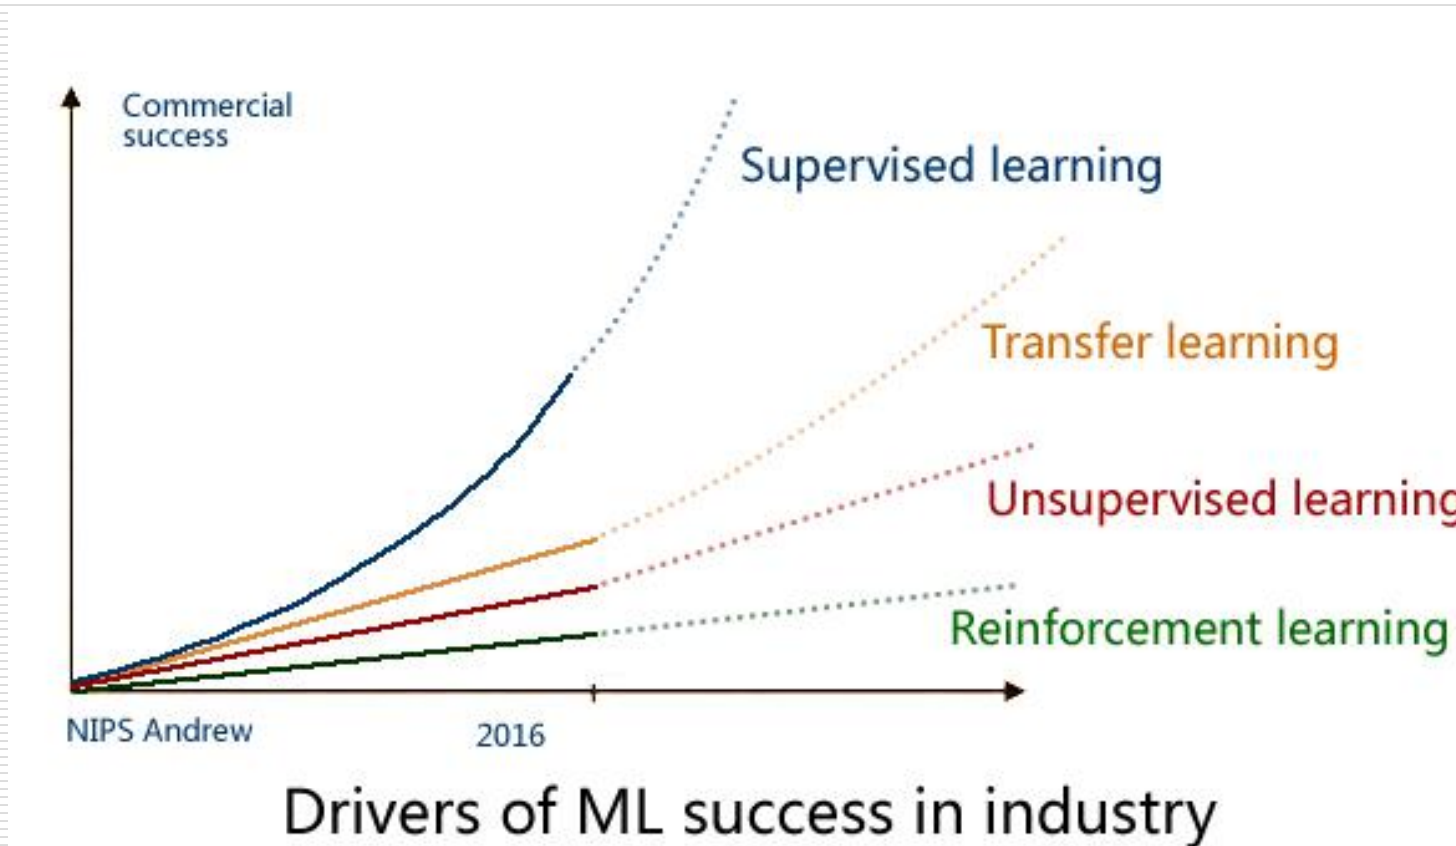 Commercial
success
Supervised learning
Transfer learning
Unsupervised learning
Reinforcement learning
NIPS Andrew
2016
Drivers of ML success in industry